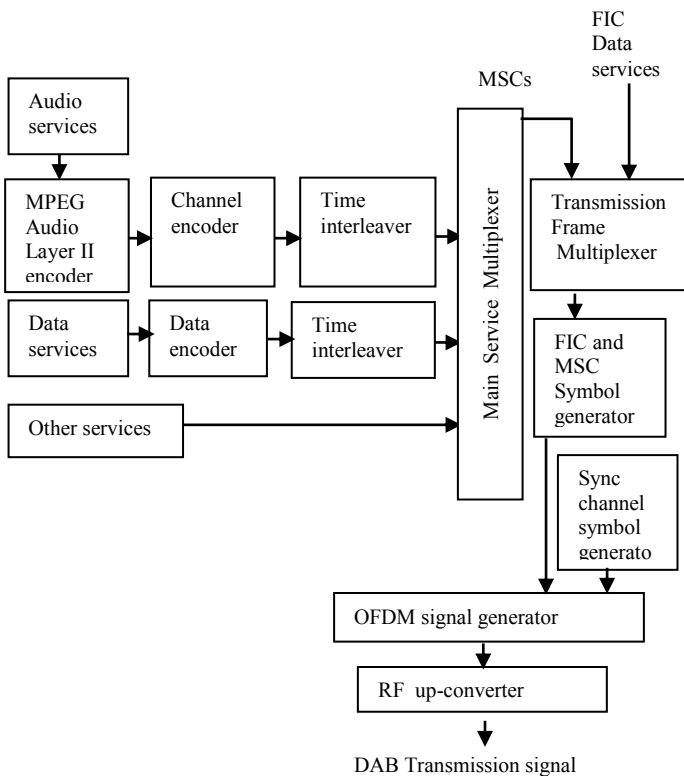 FIC
Data
services
MSCs
Audio
services
MPEG
Audio
Layer II
encoder
Channel
encoder
Time
interleaver
Main Service Multiplexer
Transmission
Frame
Multiplexer
Data
services
Data
encoder
Time
interleaver
FIC and
MSC
Symbol
generator
Other services
Sync
channel
symbol
generato
OFDM signal generator
RF up-converter
DAB Transmission signal